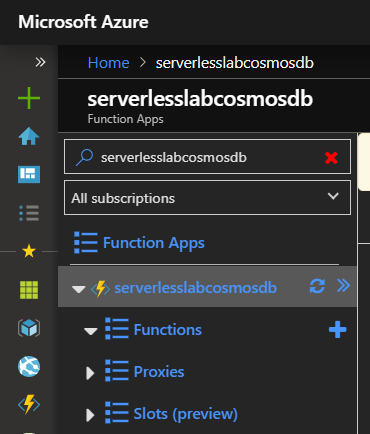 Microsoft Azure
Home > serverlesslabcosmosdb
serverlesslabcosmosdb
Function Apps
serverlesslabcosmosdb
All subscriptions
Function Apps
serverlesslabcosmosdb
Functions
Proxies
Slots (preview)